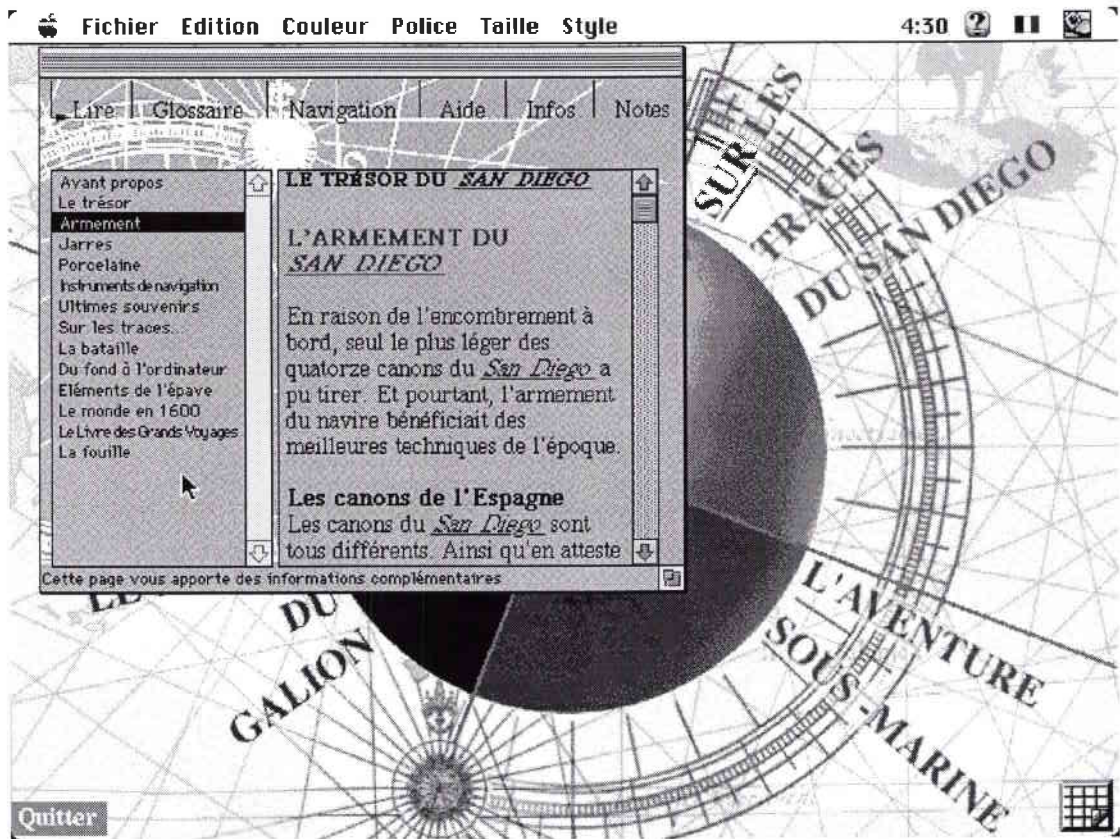 Fichier Edition Couleur Police Taille Style 4:30
Lire Glossaire Navigation Aide Infos Notes
Avant propos
Le trésor
Armement
Jarres
Porcelaine
Instruments de navigation
Ultimes souvenirs
Sur les traces...
La bataille
Du fond à l'ordinateur
Eléments de l'épave
Le monde en 1600
Le Livre des Grands Voyages
La fouille
LE TRÉSOR DU SAN DIEGO
L'ARMEMENT DU
SAN DIEGO
En raison de l'encombrement à
bord, seul le plus léger des
quatorze canons du San Diego a
pu tirer. Et pourtant, l'armement
du navire bénéficiait des
meilleures techniques de l'époque.
Les canons de l'Espagne
Les canons du San Diego sont
tous différents. Ainsi qu'en atteste
Cette page vous apporte des informations complémentaires
SUR LES
TRACES
DU SAN DIEGO
L'AVENTURE
SOUS-MARINE
DU
GALION
Quitter